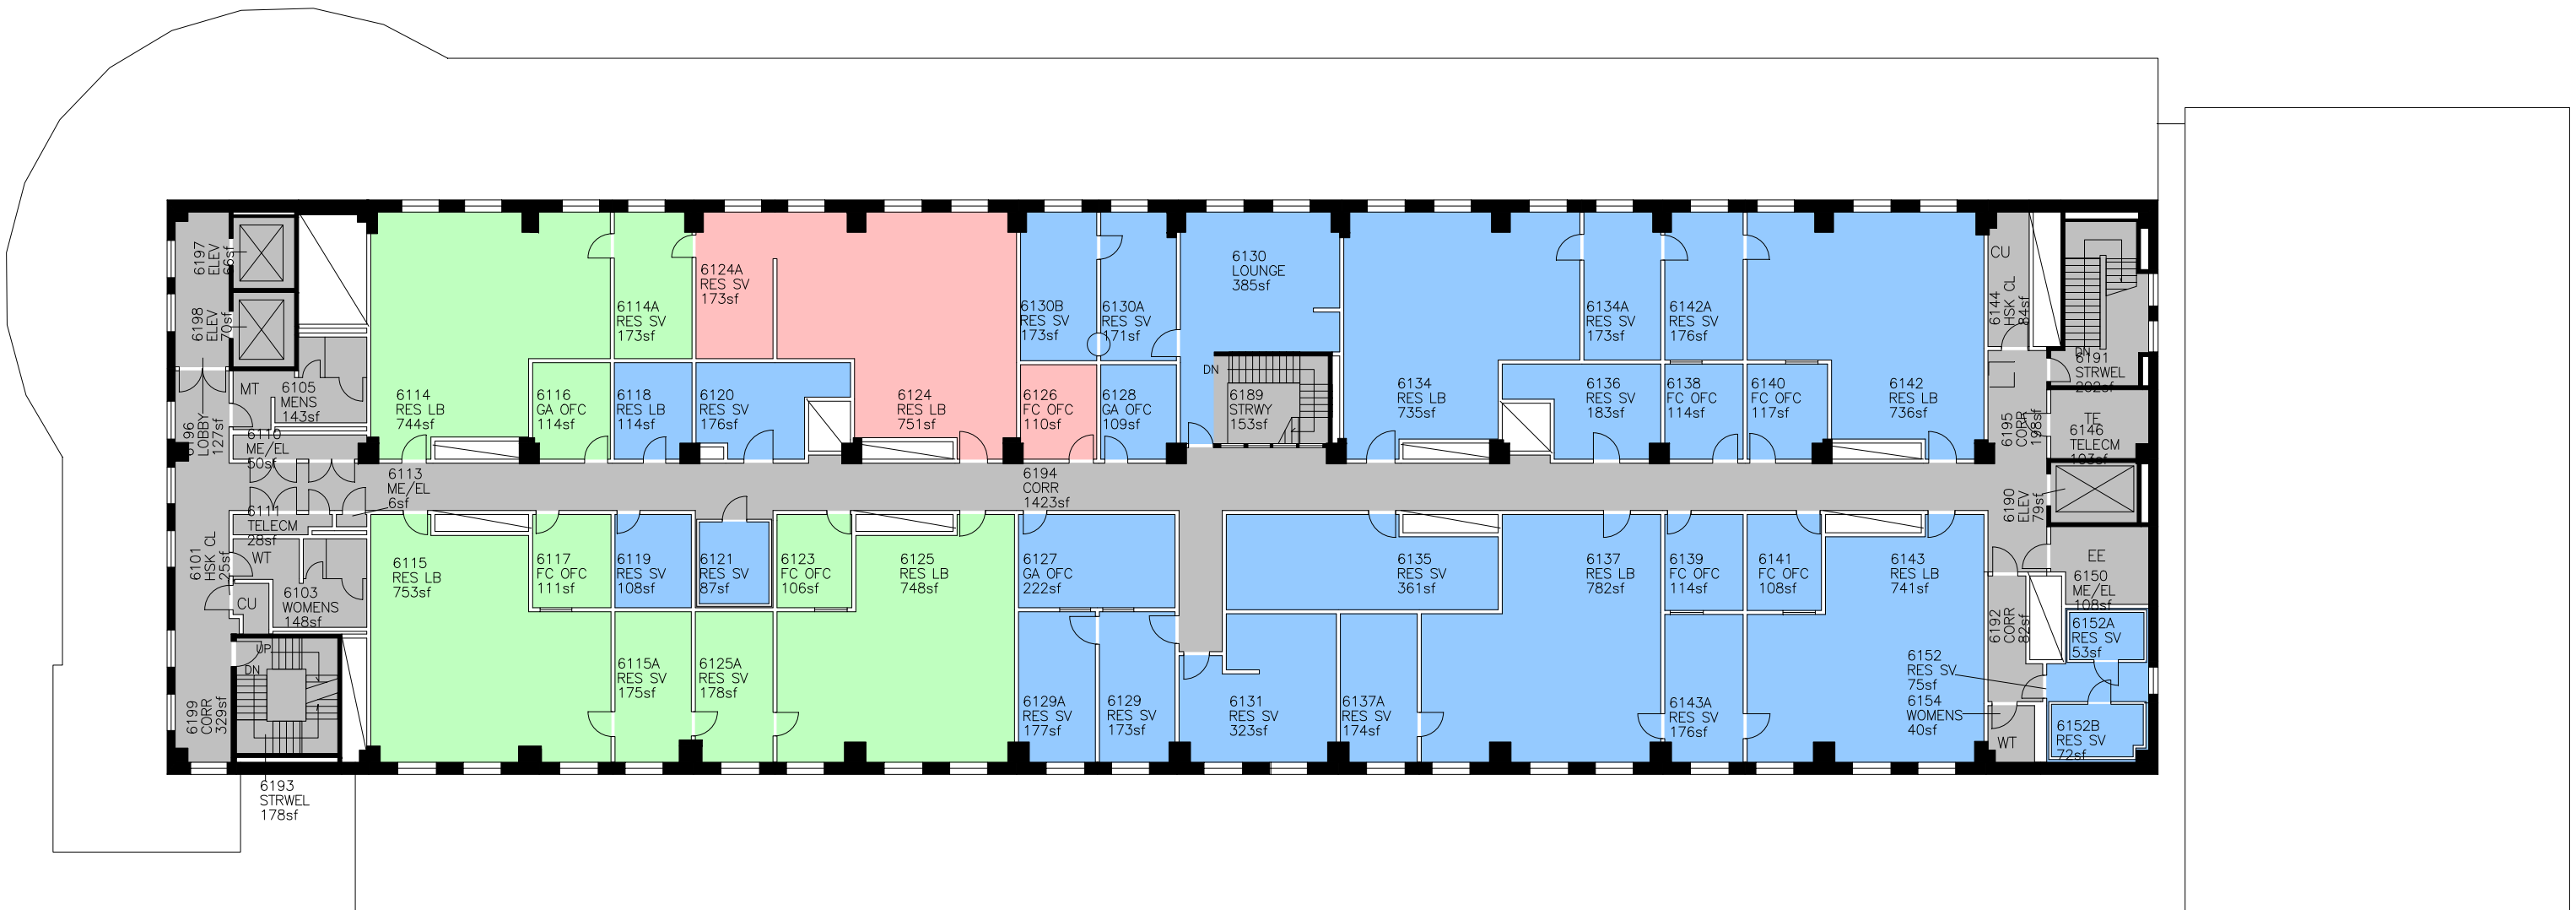 6197
ELEV
66sf
6198
ELEV
70sf
6196
LOBBY
127sf
MT
6105
MENS
143sf
6110
ME/EL
50sf
6113
ME/EL
6sf
6111
TELECM
28sf
WT
6101
HSK CL
25sf
CU
6103
WOMENS
148sf
UP
DN
6199
CORR
329sf
6193
STRWEL
178sf
6114
RES LB
744sf
6114A
RES SV
173sf
6116
GA OFC
114sf
6118
RES LB
114sf
6124A
RES SV
173sf
6120
RES SV
176sf
6124
RES LB
751sf
6130B
RES SV
173sf
6130A
RES SV
171sf
6126
FC OFC
110sf
6128
GA OFC
109sf
6130
LOUNGE
385sf
DN
6189
STRWY
153sf
6134
RES LB
735sf
6134A
RES SV
173sf
6142A
RES SV
176sf
6136
RES SV
183sf
6138
FC OFC
114sf
6140
FC OFC
117sf
6142
RES LB
736sf
CU
6144
HSK CL
84sf
DN
6191
STRWEL
202sf
6195
CORR
198sf
TE
6146
TELECM
103sf
6194
CORR
1423sf
6190
ELEV
79sf
6115
RES LB
753sf
6117
FC OFC
111sf
6119
RES SV
108sf
6121
RES SV
87sf
6123
FC OFC
106sf
6125
RES LB
748sf
6115A
RES SV
175sf
6125A
RES SV
178sf
6127
GA OFC
222sf
6129A
RES SV
177sf
6129
RES SV
173sf
6131
RES SV
323sf
6135
RES SV
361sf
6137A
RES SV
174sf
6137
RES LB
782sf
6139
FC OFC
114sf
6141
FC OFC
108sf
6143
RES LB
741sf
6143A
RES SV
176sf
EE
6150
ME/EL
108sf
6192
CORR
82sf
6152A
RES SV
53sf
6152
RES SV
75sf
6154
WOMENS
40sf
WT
6152B
RES SV
72sf